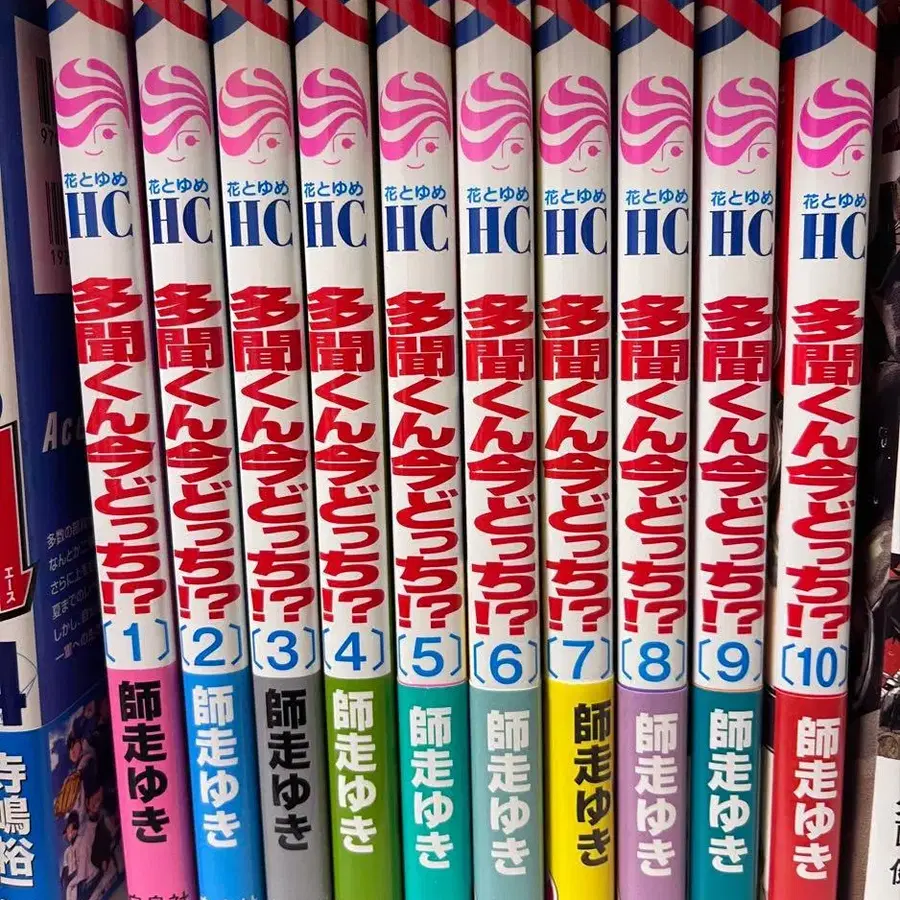 花とゆめ
HC
多聞くん今どっち!?
〔1〕
師走ゆき
花とゆめ
HC
多聞くん今どっち!?
〔2〕
師走ゆき
花とゆめ
HC
多聞くん今どっち!?
〔3〕
師走ゆき
花とゆめ
HC
多聞くん今どっち!?
〔4〕
師走ゆき
花とゆめ
HC
多聞くん今どっち!?
〔5〕
師走ゆき
花とゆめ
HC
多聞くん今どっち!?
〔6〕
師走ゆき
花とゆめ
HC
多聞くん今どっち!?
〔7〕
師走ゆき
花とゆめ
HC
多聞くん今どっち!?
〔8〕
師走ゆき
花とゆめ
HC
多聞くん今どっち!?
〔9〕
師走ゆき
花とゆめ
HC
多聞くん今どっち!?
〔10〕
師走ゆき
エース
4
寺嶋裕